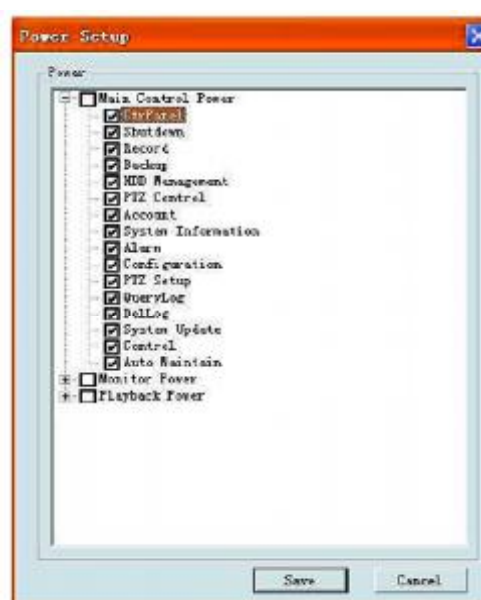 Power Setup
Power
Main Control Power
CtrPanel
Shutdown
Record
Backup
HDD Management
PTZ Control
Account
System Information
Alarm
Configuration
PTZ Setup
QueryLog
DelLog
System Update
Control
Auto Maintain
Monitor Power
Playback Power
Save
Cancel